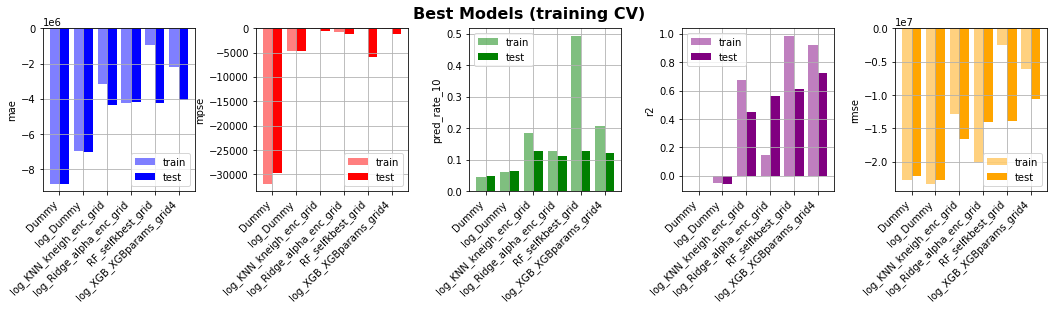 Best Models (training CV)
1e6
mae
0
−2
−4
−6
−8
train
test
Dummy
log_Dummy
log_KNN_kneigh_enc_grid
log_Ridge_alpha_enc_grid
RF_selfkbest_grid
log_XGB_XGBparams_grid4
mpse
0
−5000
−10000
−15000
−20000
−25000
−30000
train
test
Dummy
log_Dummy
log_KNN_kneigh_enc_grid
log_Ridge_alpha_enc_grid
RF_selfkbest_grid
log_XGB_XGBparams_grid4
pred_rate_10
0.5
0.4
0.3
0.2
0.1
0.0
train
test
Dummy
log_Dummy
log_KNN_kneigh_enc_grid
log_Ridge_alpha_enc_grid
RF_selfkbest_grid
log_XGB_XGBparams_grid4
r2
1.0
0.8
0.6
0.4
0.2
0.0
train
test
Dummy
log_Dummy
log_KNN_kneigh_enc_grid
log_Ridge_alpha_enc_grid
RF_selfkbest_grid
log_XGB_XGBparams_grid4
1e7
rmse
0.0
−0.5
−1.0
−1.5
−2.0
train
test
Dummy
log_Dummy
log_KNN_kneigh_enc_grid
log_Ridge_alpha_enc_grid
RF_selfkbest_grid
log_XGB_XGBparams_grid4